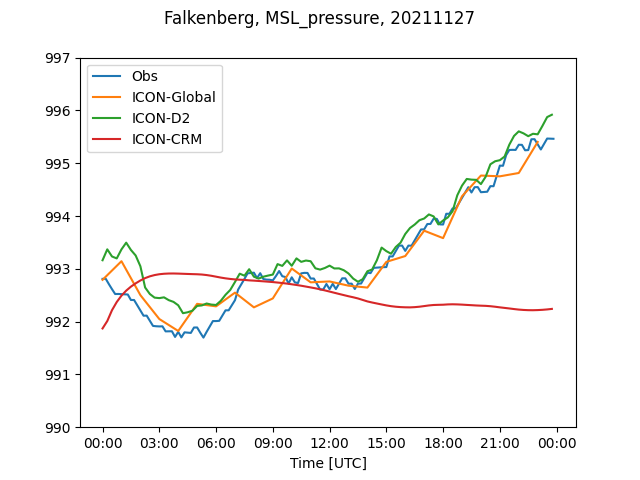 Falkenberg, MSL_pressure, 20211127
997
996
995
994
993
992
991
990
Obs
ICON-Global
ICON-D2
ICON-CRM
00:00 03:00 06:00 09:00 12:00 15:00 18:00 21:00 00:00
Time [UTC]